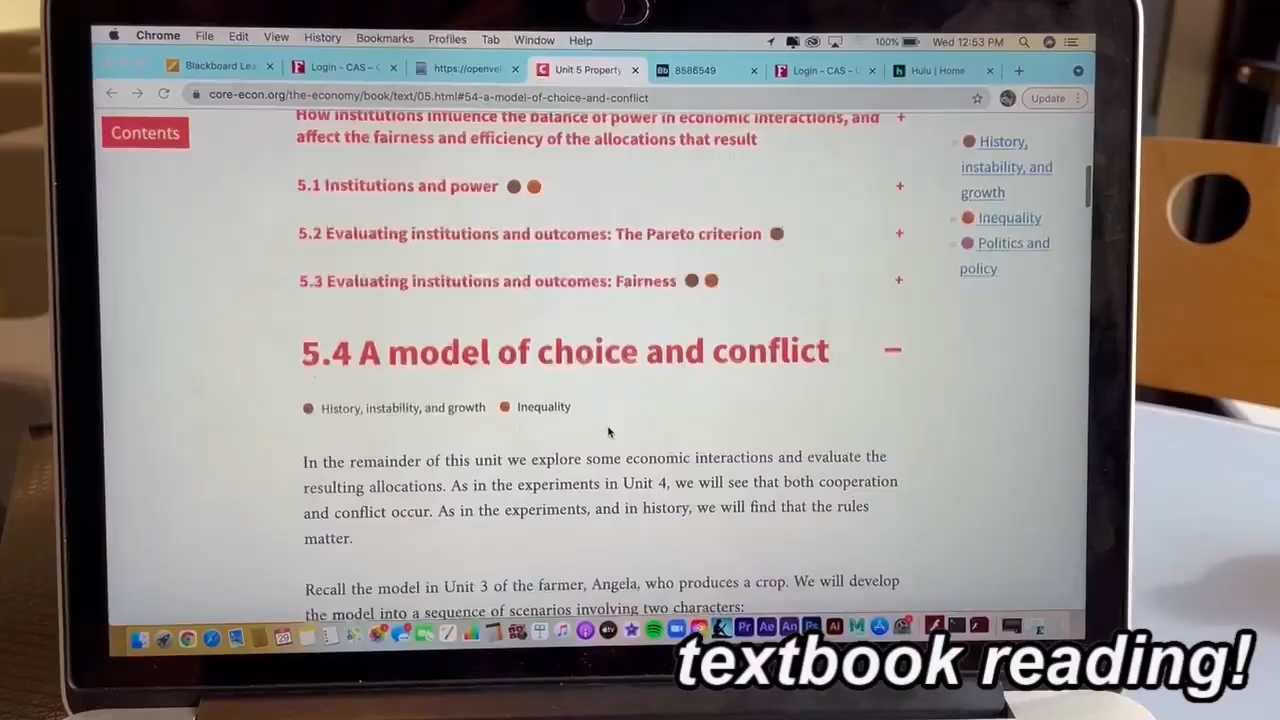 Chrome File Edit View History Bookmarks Profiles Tab Window Help 100% Wed 12:53 PM
Blackboard Lea Login - CAS – C https://openvel Unit 5 Property Bb 8586549 Login - CAS – C Hulu | Home
core-econ.org/the-economy/book/text/05.html#54-a-model-of-choice-and-conflict Update
Contents
How institutions influence the balance of power in economic interactions, and
affect the fairness and efficiency of the allocations that result
5.1 Institutions and power
5.2 Evaluating institutions and outcomes: The Pareto criterion
5.3 Evaluating institutions and outcomes: Fairness
History,
instability, and
growth
Inequality
Politics and
policy
5.4 A model of choice and conflict
History, instability, and growth Inequality
In the remainder of this unit we explore some economic interactions and evaluate the
resulting allocations. As in the experiments in Unit 4, we will see that both cooperation
and conflict occur. As in the experiments, and in history, we will find that the rules
matter.
Recall the model in Unit 3 of the farmer, Angela, who produces a crop. We will develop
the model into a sequence of scenarios involving two characters:
29 tv Pr Ae An Ps Ai
textbook reading!